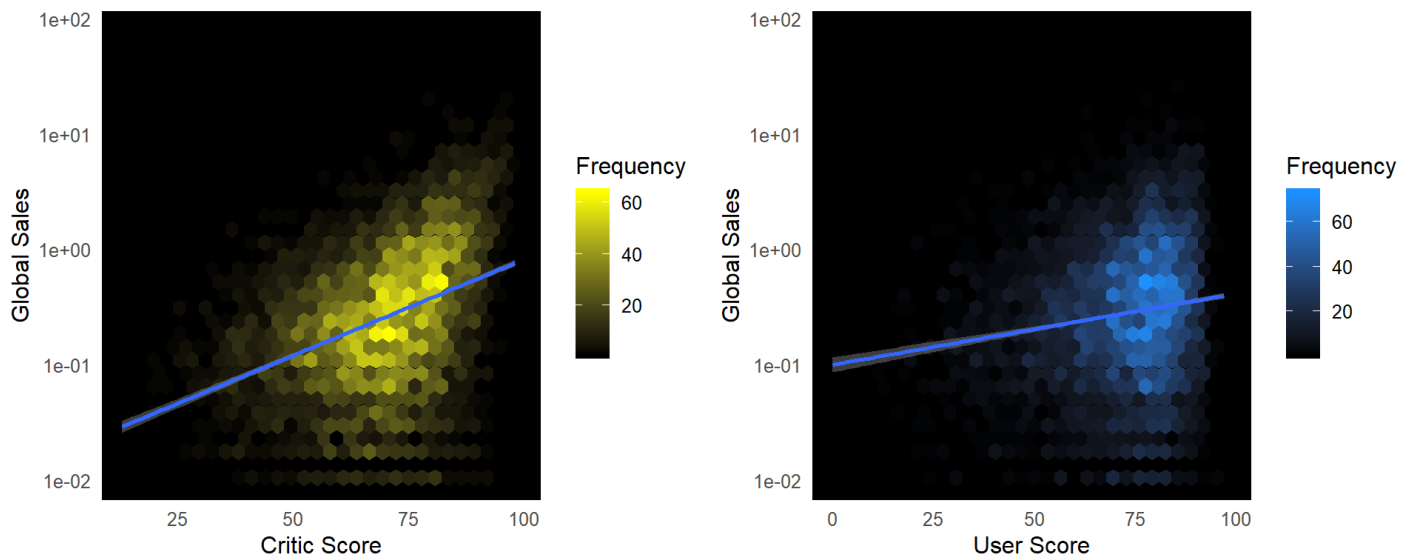 1e+02
1e+01
1e+00
1e-01
1e-02
Global Sales
25 50 75 100
Critic Score
Frequency
60
40
20
1e+02
1e+01
1e+00
1e-01
1e-02
Global Sales
0 25 50 75 100
User Score
Frequency
60
40
20